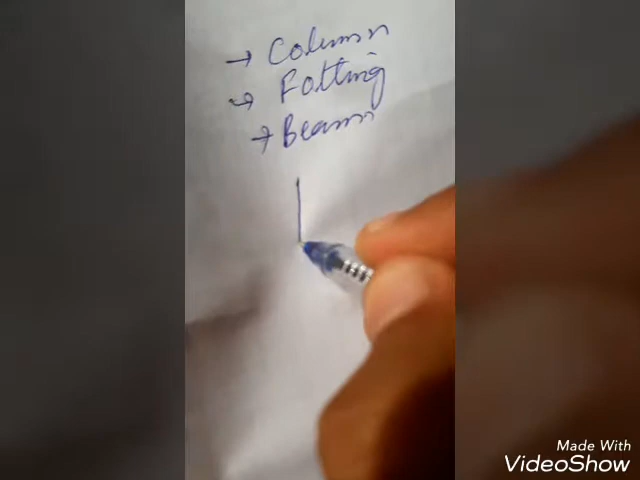 → Column
→ Fotting
→ Beam
Made With
VideoShow